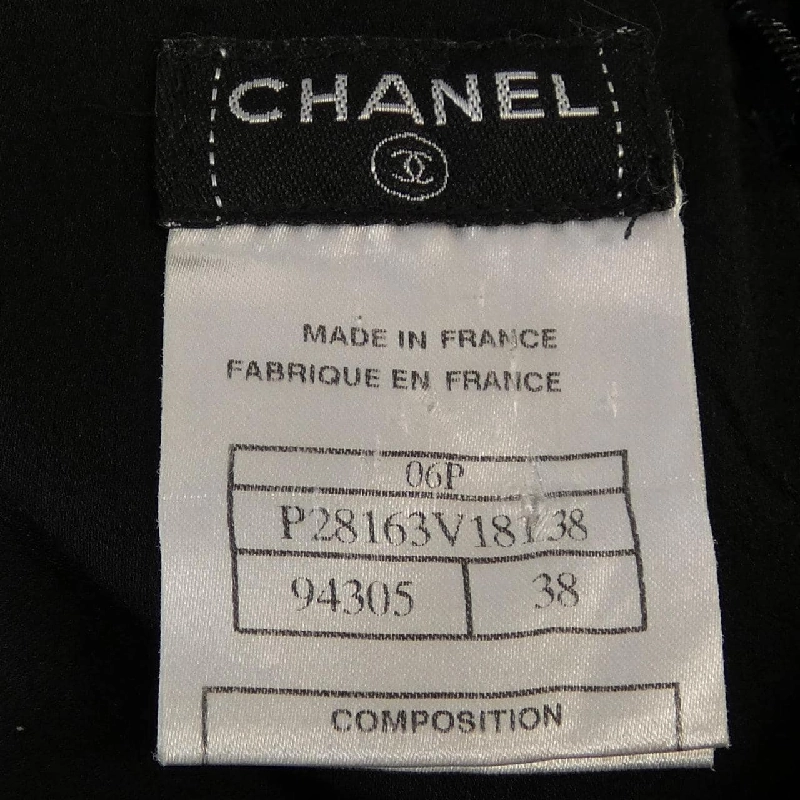 CHANEL
MADE IN FRANCE
FABRIQUE EN FRANCE
06P
P28163V18138
94305 38
COMPOSITION